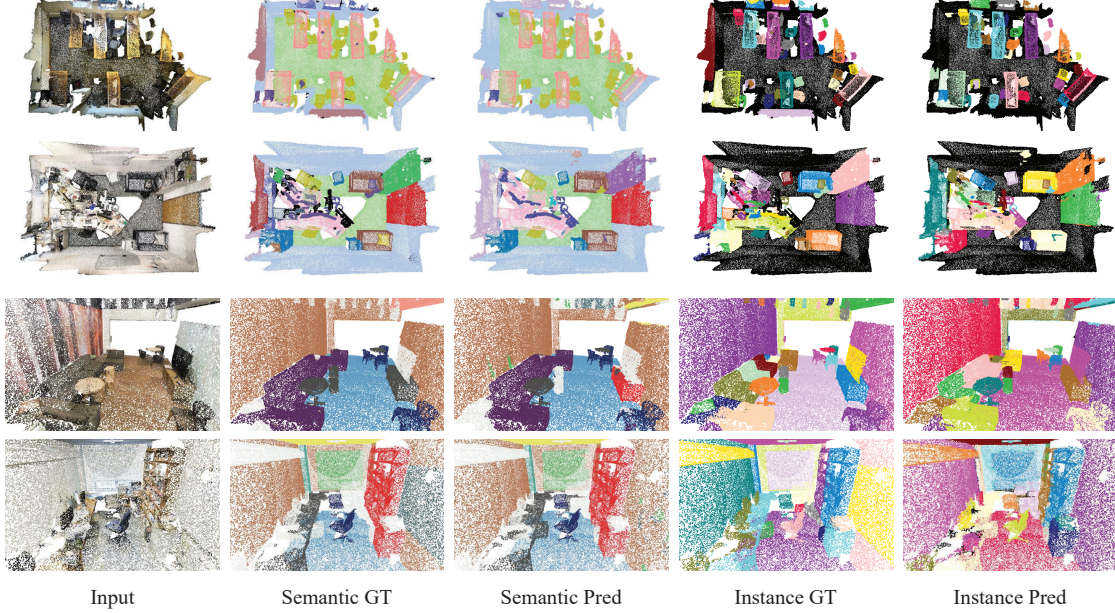 Input
Semantic GT
Semantic Pred
Instance GT
Instance Pred